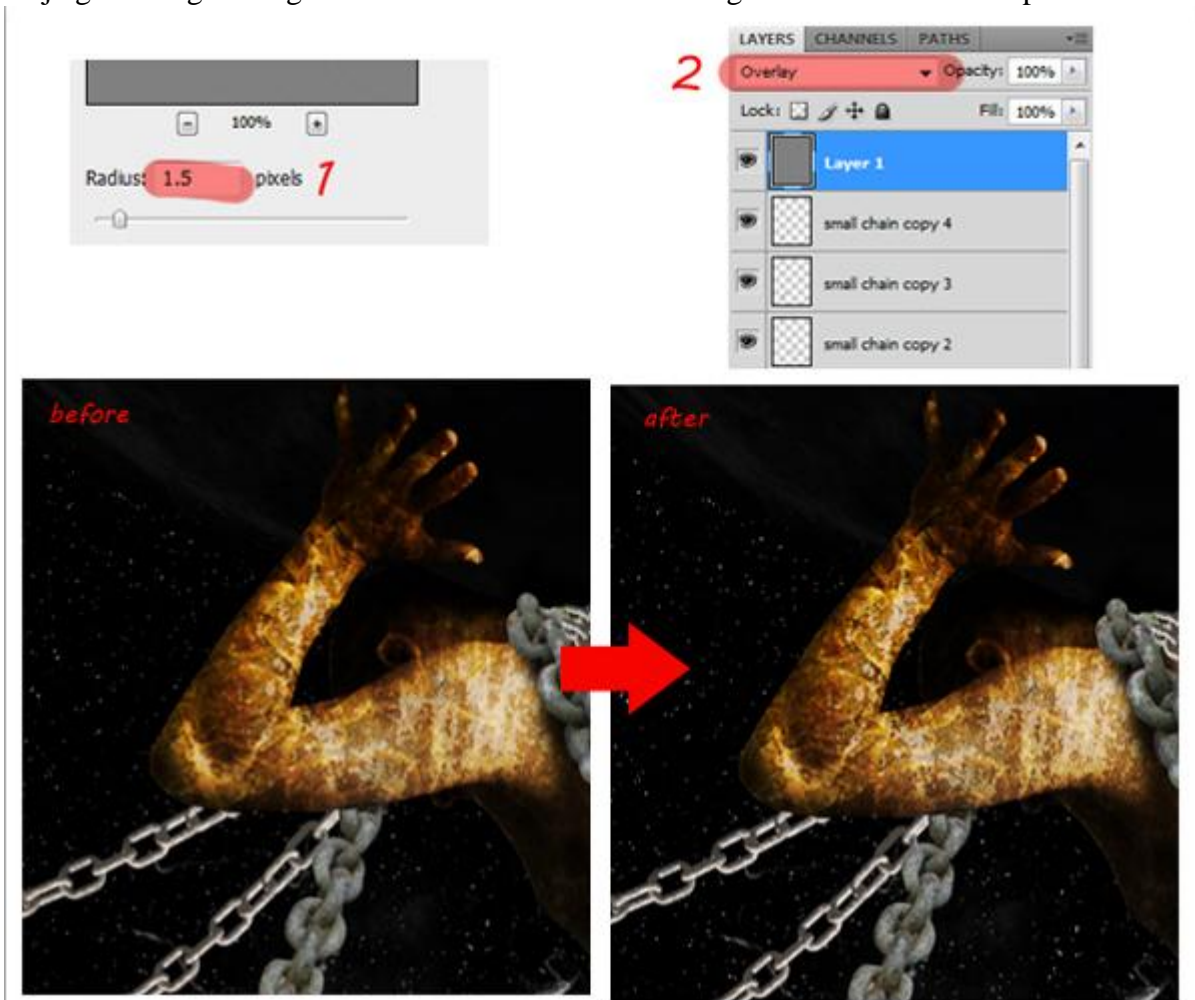 LAYERS CHANNELS PATHS
2
Overlay Opacity: 100%
100%
Lock: Fill: 100%
Radius: 1.5 pixels 1
Layer 1
small chain copy 4
small chain copy 3
small chain copy 2
before
after